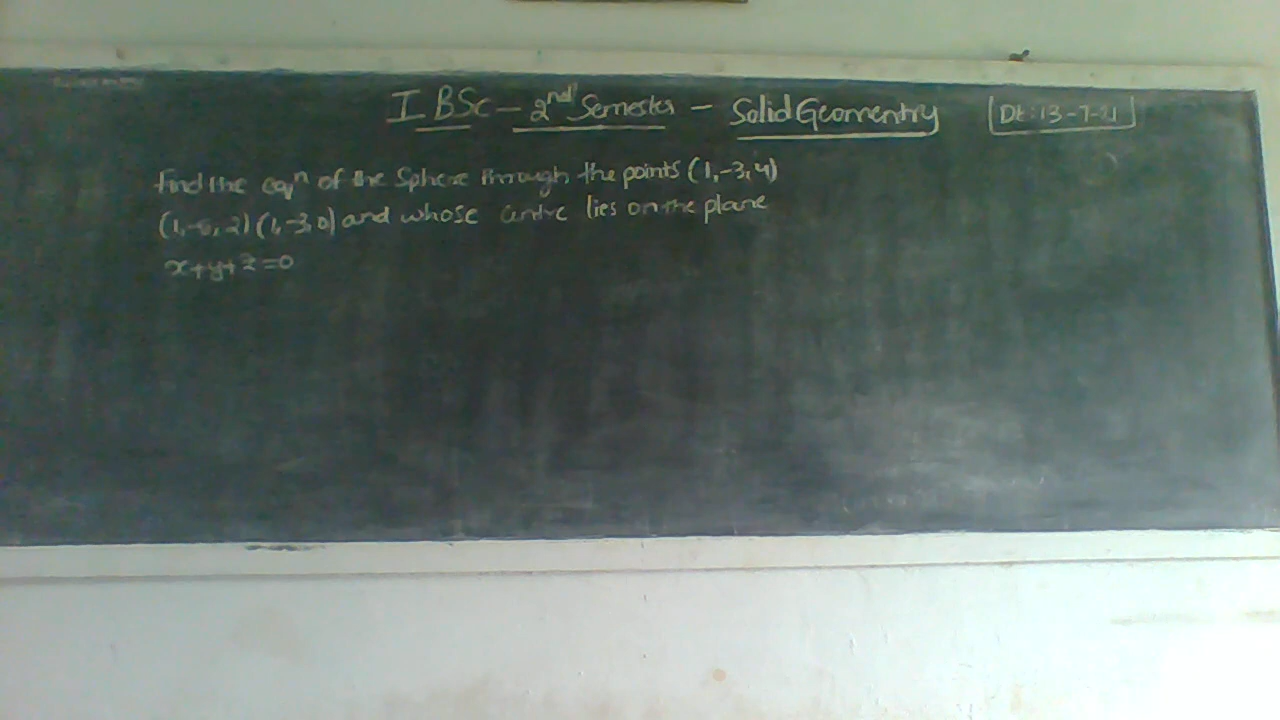 I BSc - 2nd Semester - Solid Geomentry Dt: 13-7-21
Find the eqn of the Sphere through the points (1,-3,4)
(1,-5,2) (1,-3,0) and whose centre lies on the plane
x+y+z=0